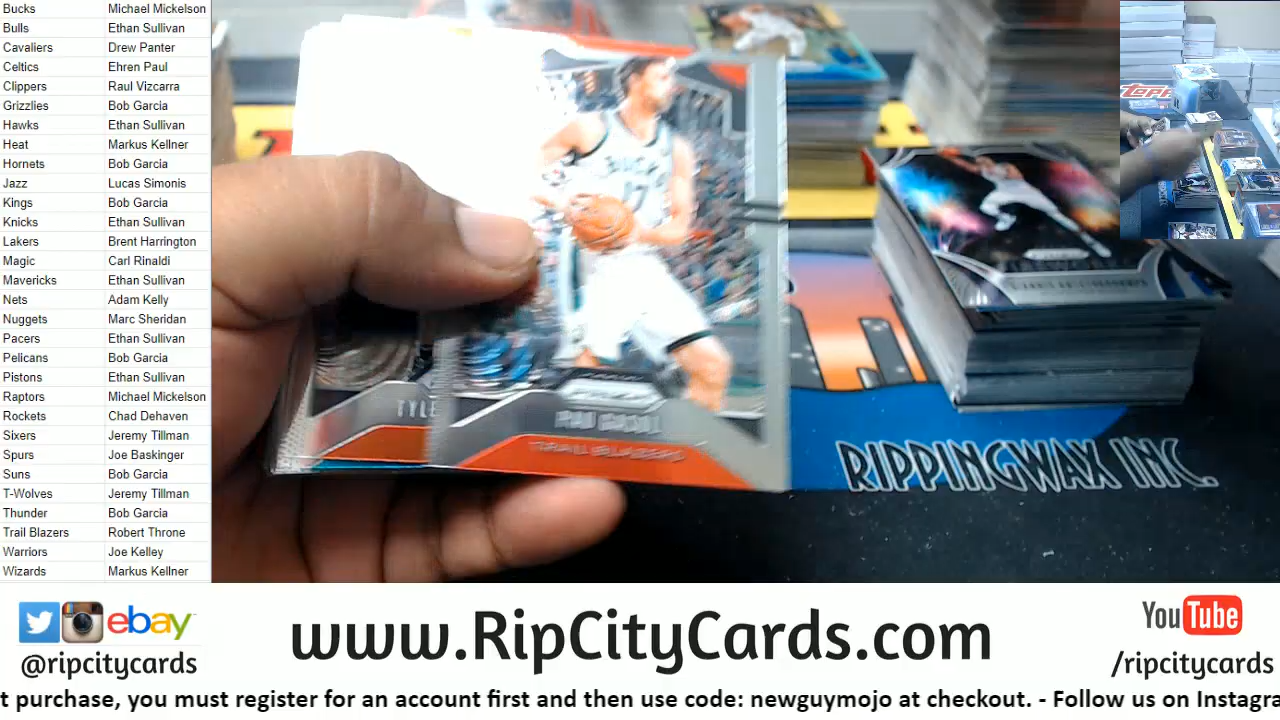 Bucks Michael Mickelson
Bulls Ethan Sullivan
Cavaliers Drew Panter
Celtics Ehren Paul
Clippers Raul Vizcarra
Grizzlies Bob Garcia
Hawks Ethan Sullivan
Heat Markus Kellner
Hornets Bob Garcia
Jazz Lucas Simonis
Kings Bob Garcia
Knicks Ethan Sullivan
Lakers Brent Harrington
Magic Carl Rinaldi
Mavericks Ethan Sullivan
Nets Adam Kelly
Nuggets Marc Sheridan
Pacers Ethan Sullivan
Pelicans Bob Garcia
Pistons Ethan Sullivan
Raptors Michael Mickelson
Rockets Chad Dehaven
Sixers Jeremy Tillman
Spurs Joe Baskinger
Suns Bob Garcia
T-Wolves Jeremy Tillman
Thunder Bob Garcia
Trail Blazers Robert Throne
Warriors Joe Kelley
Wizards Markus Kellner
TOPPS
TYLE
TRAIL BLAZERS
RIPPINGWAX INC.
ebay
@ripcitycards
www.RipCityCards.com
YouTube
/ripcitycards
t purchase, you must register for an account first and then use code: newguymojo at checkout. - Follow us on Instagra